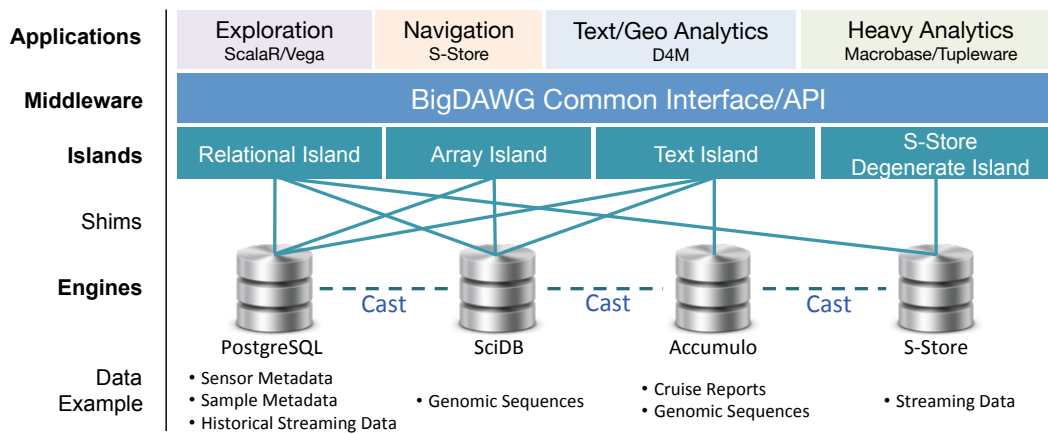 Applications
Exploration
ScalaR/Vega
Navigation
S-Store
Text/Geo Analytics
D4M
Heavy Analytics
Macrobase/Tupleware
Middleware
BigDAWG Common Interface/API
Islands
Relational Island
Array Island
Text Island
S-Store
Degenerate Island
Shims
Engines
Cast
Cast
Cast
PostgreSQL
SciDB
Accumulo
S-Store
Data
Example
• Sensor Metadata
• Sample Metadata
• Historical Streaming Data
• Genomic Sequences
• Cruise Reports
• Genomic Sequences
• Streaming Data